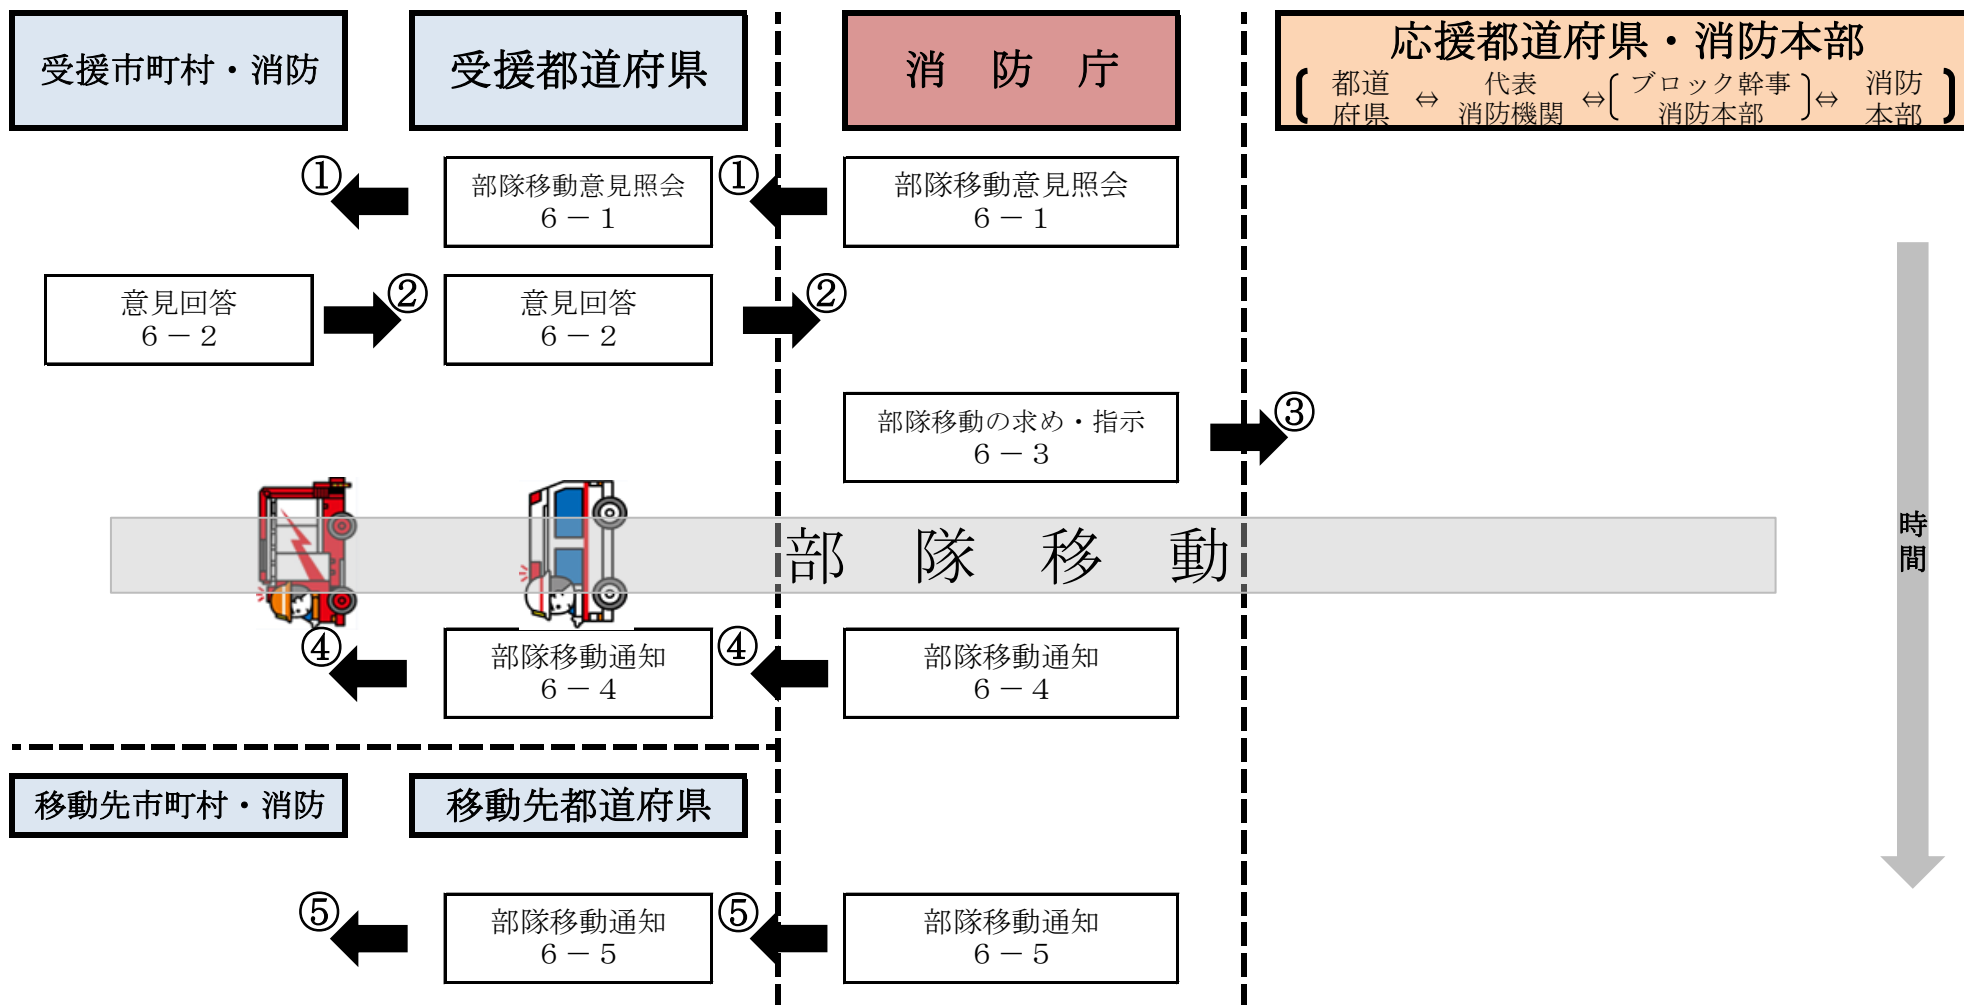 受援市町村・消防
受援都道府県
消　防　庁
応援都道府県・消防本部
都道府県 ⇔ 代表消防機関 ⇔ ブロック幹事消防本部 ⇔ 消防本部
①
部隊移動意見照会
６－１
①
部隊移動意見照会
６－１
意見回答
６－２
②
意見回答
６－２
②
部隊移動の求め・指示
６－３
③
部　隊　移　動
時間
④
部隊移動通知
６－４
④
部隊移動通知
６－４
移動先市町村・消防
移動先都道府県
⑤
部隊移動通知
６－５
⑤
部隊移動通知
６－５